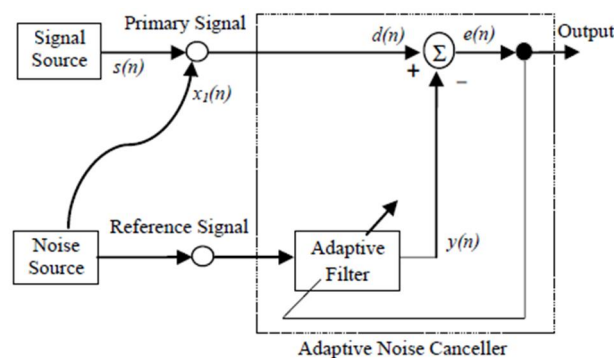 Signal
Source
Primary Signal
s(n)
x1(n)
d(n)
+
Σ
−
e(n)
Output
Noise
Source
Reference Signal
Adaptive
Filter
y(n)
Adaptive Noise Canceller